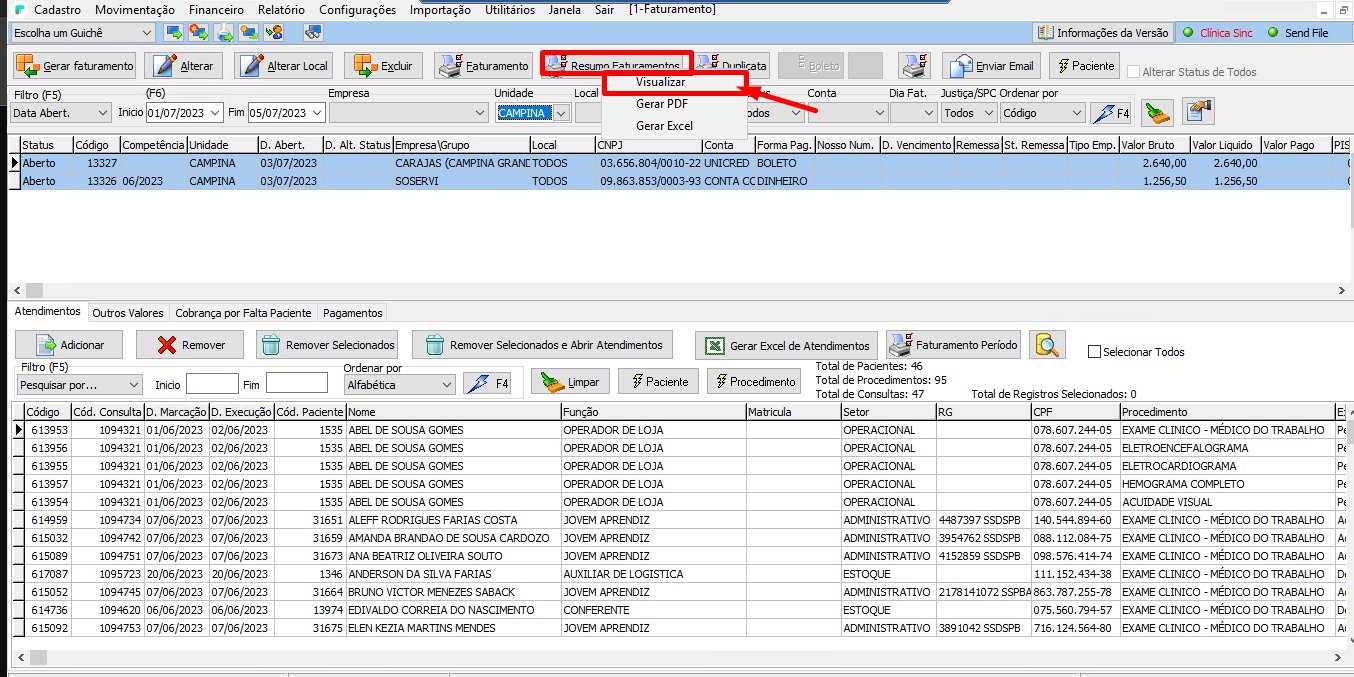 Cadastro Movimentação Financeiro Relatório Configurações Importação Utilitários Janela Sair [1-Faturamento]
Escolha um Guichê Informações da Versão Clínica Sinc Send File
Gerar faturamento Alterar Alterar Local Excluir Faturamento Resumo Faturamentos Duplicata Boleto Enviar Email Paciente Alterar Status de Todos
Visualizar
Gerar PDF
Gerar Excel
Filtro (F5) (F6) Empresa Unidade Local Conta Dia Fat. Justiça/SPC Ordenar por
Data Abert. Inicio 01/07/2023 Fim 05/07/2023 CAMPINA Todos Código F4
Status Código Competência Unidade D. Abert. D. Alt. Status Empresa\Grupo Local CNPJ Conta Forma Pag. Nosso Num. D. Vencimento Remessa St. Remessa Tipo Emp. Valor Bruto Valor Liquido Valor Pago PIS
Aberto 13327 CAMPINA 03/07/2023 CARAJAS (CAMPINA GRAND TODOS 03.656.804/0010-22 UNICRED BOLETO 2.640,00 2.640,00
Aberto 13326 06/2023 CAMPINA 03/07/2023 SOSERVI TODOS 09.863.853/0003-93 CONTA CC DINHEIRO 1.256,50 1.256,50
Atendimentos Outros Valores Cobrança por Falta Paciente Pagamentos
Adicionar Remover Remover Selecionados Remover Selecionados e Abrir Atendimentos Gerar Excel de Atendimentos Faturamento Período Selecionar Todos
Filtro (F5) Ordenar por
Pesquisar por... Inicio Fim Alfabética F4 Limpar Paciente Procedimento
Total de Pacientes: 46
Total de Procedimentos: 95
Total de Consultas: 47 Total de Registros Selecionados: 0
Código Cód. Consulta D. Marcação D. Execução Cód. Paciente Nome Função Matricula Setor RG CPF Procedimento
613953 1094321 01/06/2023 02/06/2023 1535 ABEL DE SOUSA GOMES OPERADOR DE LOJA OPERACIONAL 078.607.244-05 EXAME CLINICO - MÉDICO DO TRABALHO
613956 1094321 01/06/2023 02/06/2023 1535 ABEL DE SOUSA GOMES OPERADOR DE LOJA OPERACIONAL 078.607.244-05 ELETROENCEFALOGRAMA
613955 1094321 01/06/2023 02/06/2023 1535 ABEL DE SOUSA GOMES OPERADOR DE LOJA OPERACIONAL 078.607.244-05 ELETROCARDIOGRAMA
613957 1094321 01/06/2023 02/06/2023 1535 ABEL DE SOUSA GOMES OPERADOR DE LOJA OPERACIONAL 078.607.244-05 HEMOGRAMA COMPLETO
613954 1094321 01/06/2023 02/06/2023 1535 ABEL DE SOUSA GOMES OPERADOR DE LOJA OPERACIONAL 078.607.244-05 ACUIDADE VISUAL
614959 1094734 07/06/2023 07/06/2023 31651 ALEFF RODRIGUES FARIAS COSTA JOVEM APRENDIZ ADMINISTRATIVO 4487397 SSDSPB 140.544.894-60 EXAME CLINICO - MÉDICO DO TRABALHO
615032 1094742 07/06/2023 07/06/2023 31659 AMANDA BRANDAO DE SOUSA CARDOZO JOVEM APRENDIZ ADMINISTRATIVO 3954762 SSDSPB 088.112.084-75 EXAME CLINICO - MÉDICO DO TRABALHO
615089 1094751 07/06/2023 07/06/2023 31673 ANA BEATRIZ OLIVEIRA SOUTO JOVEM APRENDIZ ADMINISTRATIVO 4152859 SSDSPB 098.576.414-74 EXAME CLINICO - MÉDICO DO TRABALHO
617087 1095723 20/06/2023 20/06/2023 1346 ANDERSON DA SILVA FARIAS AUXILIAR DE LOGISTICA ESTOQUE 111.152.434-38 EXAME CLINICO - MÉDICO DO TRABALHO
615052 1094745 07/06/2023 07/06/2023 31664 BRUNO VICTOR MENEZES SABACK JOVEM APRENDIZ ADMINISTRATIVO 2178141072 SSPBA 863.787.255-78 EXAME CLINICO - MÉDICO DO TRABALHO
614736 1094620 06/06/2023 06/06/2023 13974 EDIVALDO CORREIA DO NASCIMENTO CONFERENTE ESTOQUE 075.560.794-57 EXAME CLINICO - MÉDICO DO TRABALHO
615092 1094753 07/06/2023 07/06/2023 31675 ELEN KEZIA MARTINS MENDES JOVEM APRENDIZ ADMINISTRATIVO 3891042 SSDSPB 716.124.564-80 EXAME CLINICO - MÉDICO DO TRABALHO